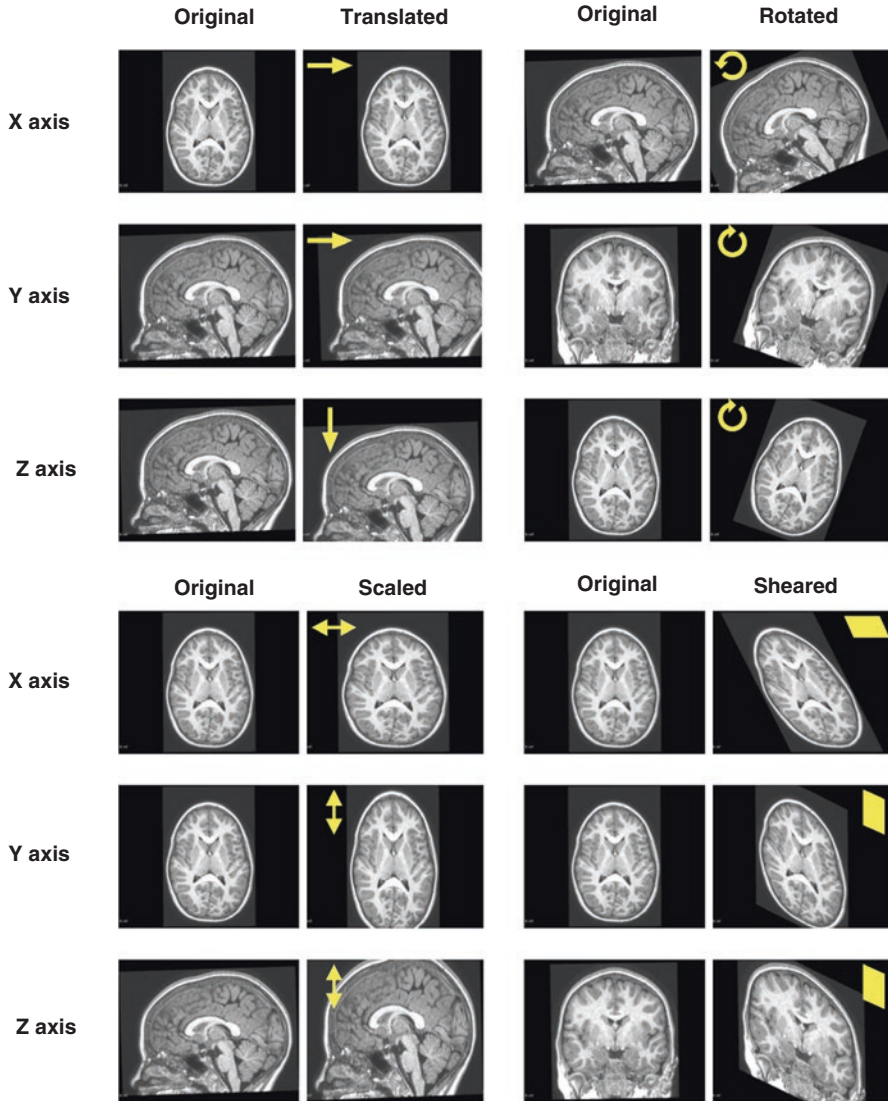 Original Translated Original Rotated
X axis
Y axis
Z axis
Original Scaled Original Sheared
X axis
Y axis
Z axis